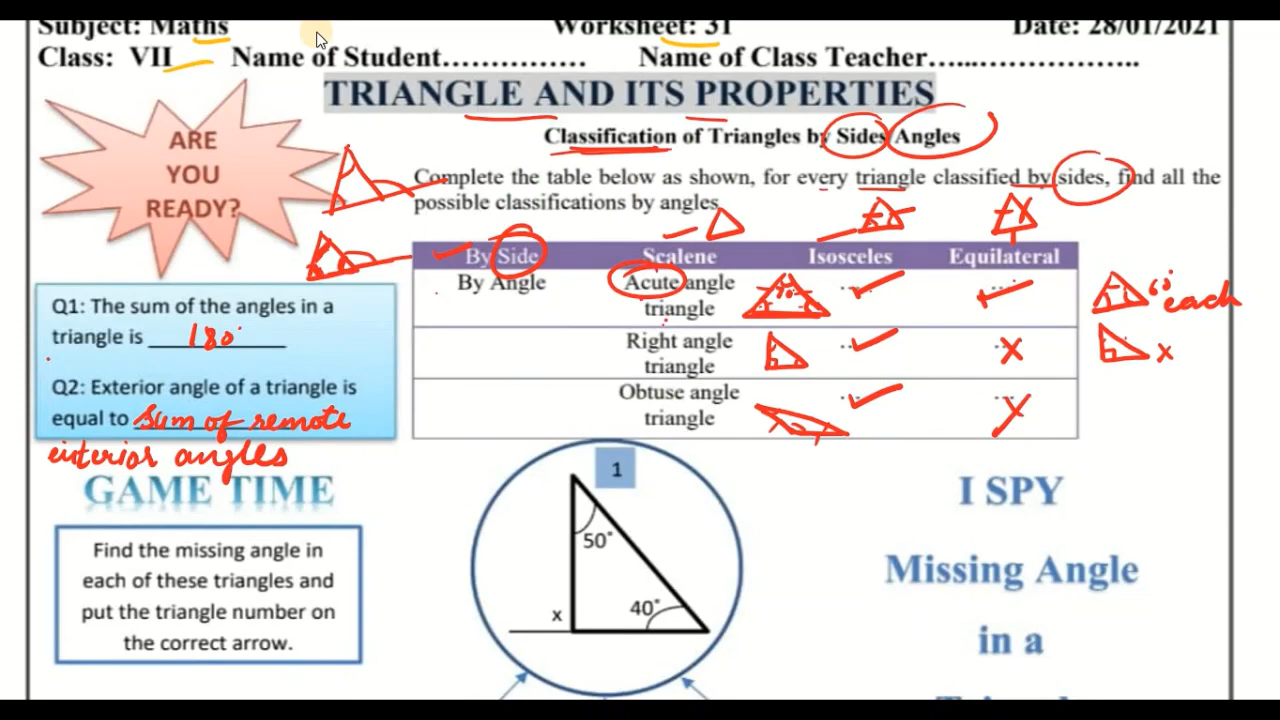 Subject: Maths Worksheet: 31 Date: 28/01/2021
Class: VII Name of Student............... Name of Class Teacher.........................
TRIANGLE AND ITS PROPERTIES
Classification of Triangles by Sides Angles
ARE
YOU
READY?
Complete the table below as shown, for every triangle classified by sides, find all the
possible classifications by angles
By Side Scalene Isosceles Equilateral
By Angle Acute angle
triangle
60° each
Right angle
triangle
Obtuse angle
triangle
Q1: The sum of the angles in a
triangle is 180°
Q2: Exterior angle of a triangle is
equal to sum of remote
interior angles
GAME TIME
Find the missing angle in
each of these triangles and
put the triangle number on
the correct arrow.
1
50°
40°
x
I SPY
Missing Angle
in a